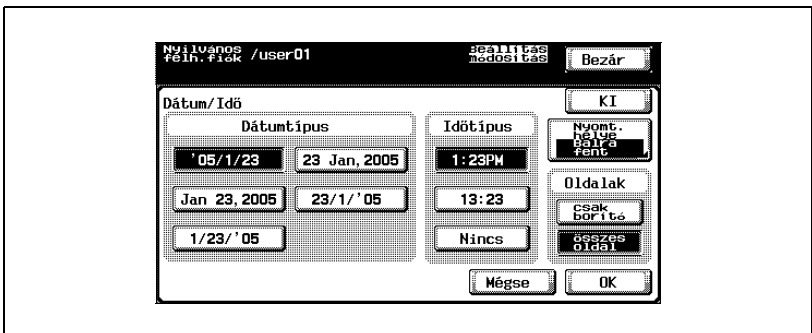 Nyilvános
felh.fiók /user01
Beállítás
módosítás
Bezár
Dátum/Idő
KI
Dátumtípus
Időtípus
Nyomt.
helye
Balra
fent
'05/1/23
23 Jan,2005
1:23PM
Oldalak
Jan 23,2005
23/1/'05
13:23
csak
borító
1/23/'05
Nincs
összes
oldal
Mégse
OK